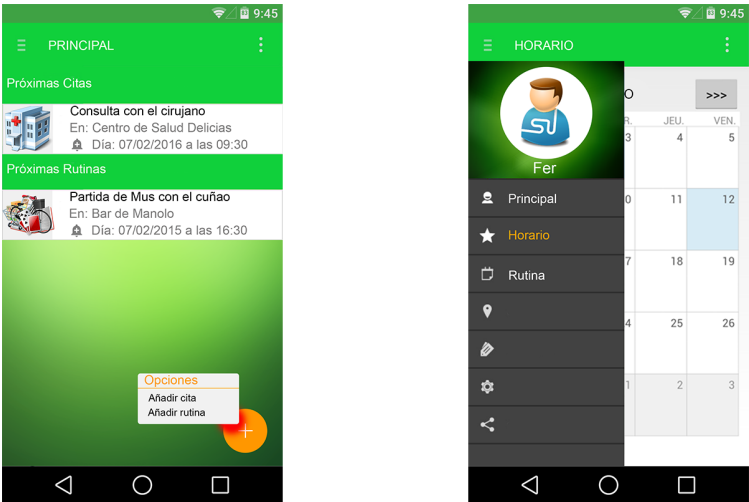 9:45
PRINCIPAL
Próximas Citas
Consulta con el cirujano
En: Centro de Salud Delicias
Día: 07/02/2016 a las 09:30
Próximas Rutinas
Partida de Mus con el cuñao
En: Bar de Manolo
Día: 07/02/2015 a las 16:30
Opciones
Añadir cita
Añadir rutina
+
9:45
HORARIO
Fer
Principal
Horario
Rutina
O >>>
R. JEU. VEN.
3 4 5
0 11 12
7 18 19
4 25 26
1 2 3